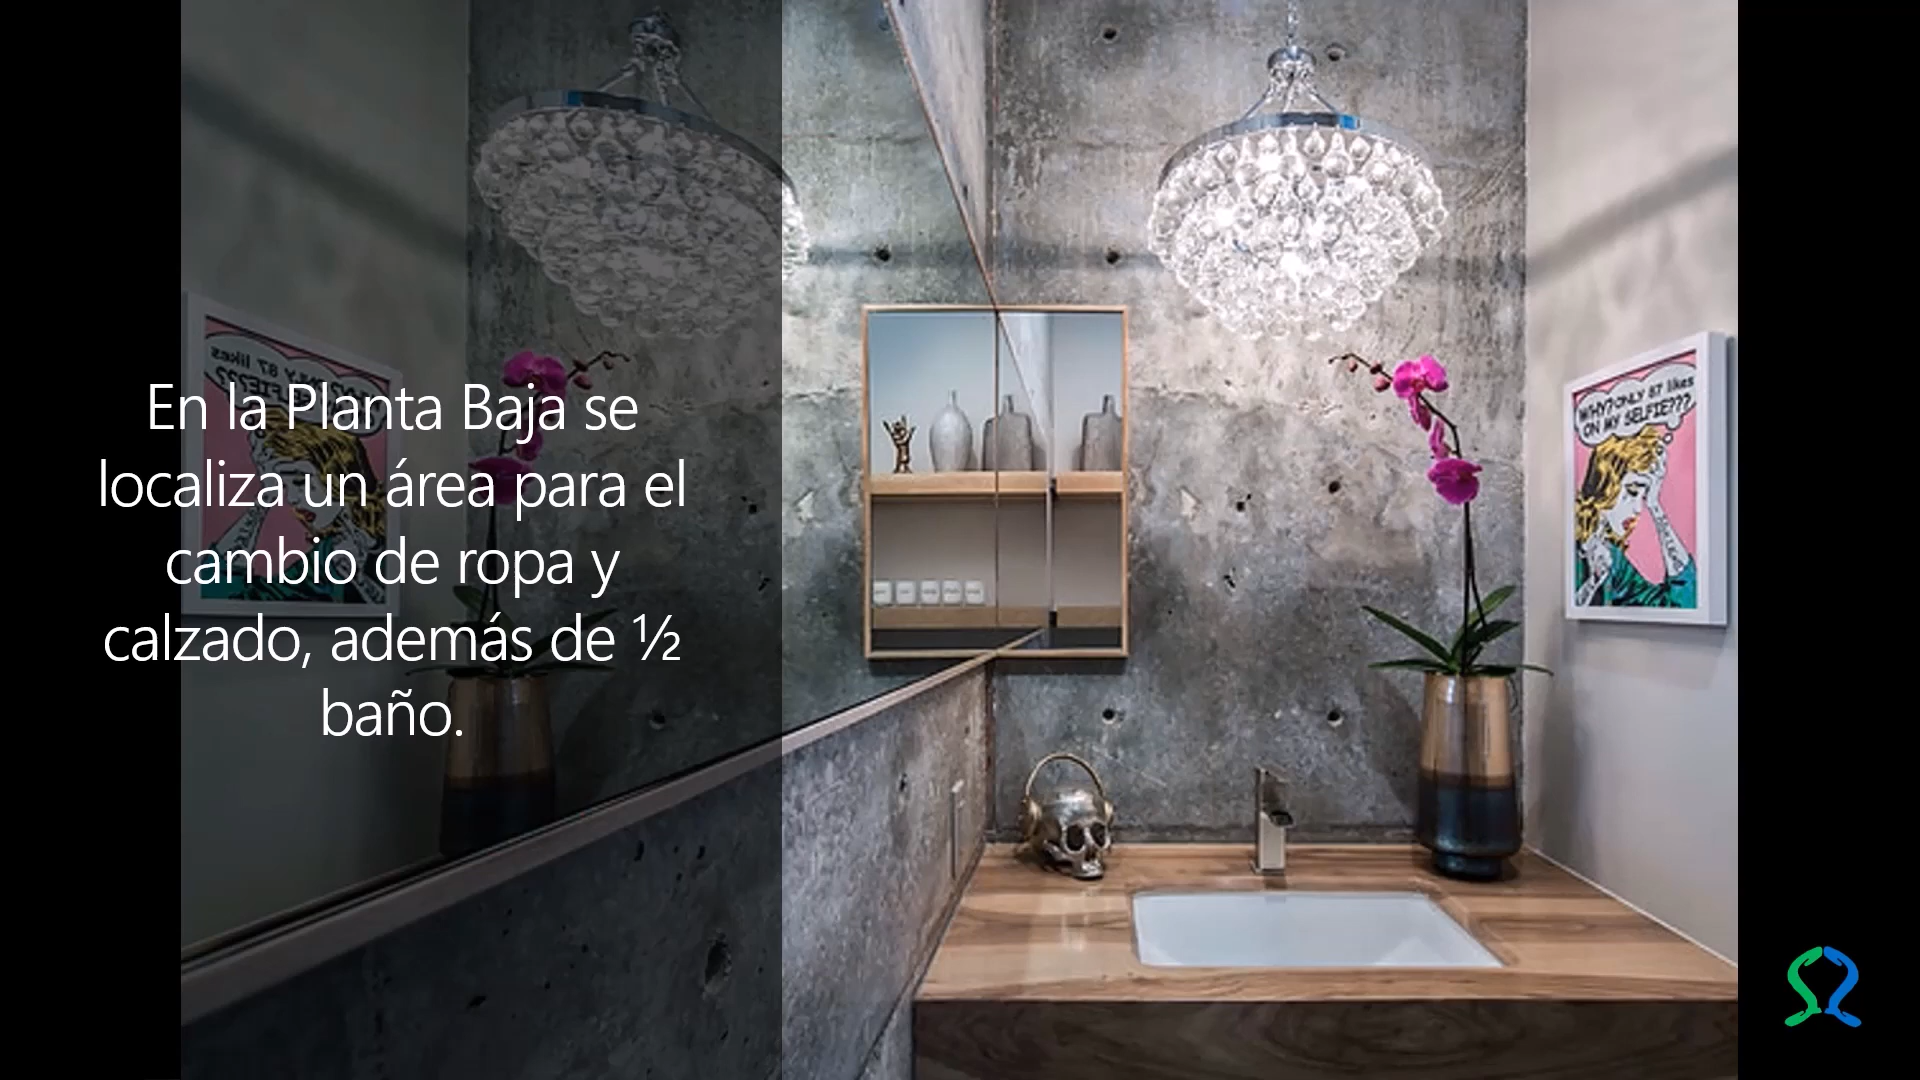 En la Planta Baja se
localiza un área para el
cambio de ropa y
calzado, además de ½
baño.
WHY? ONLY 87 likes
ON MY SELFIE???